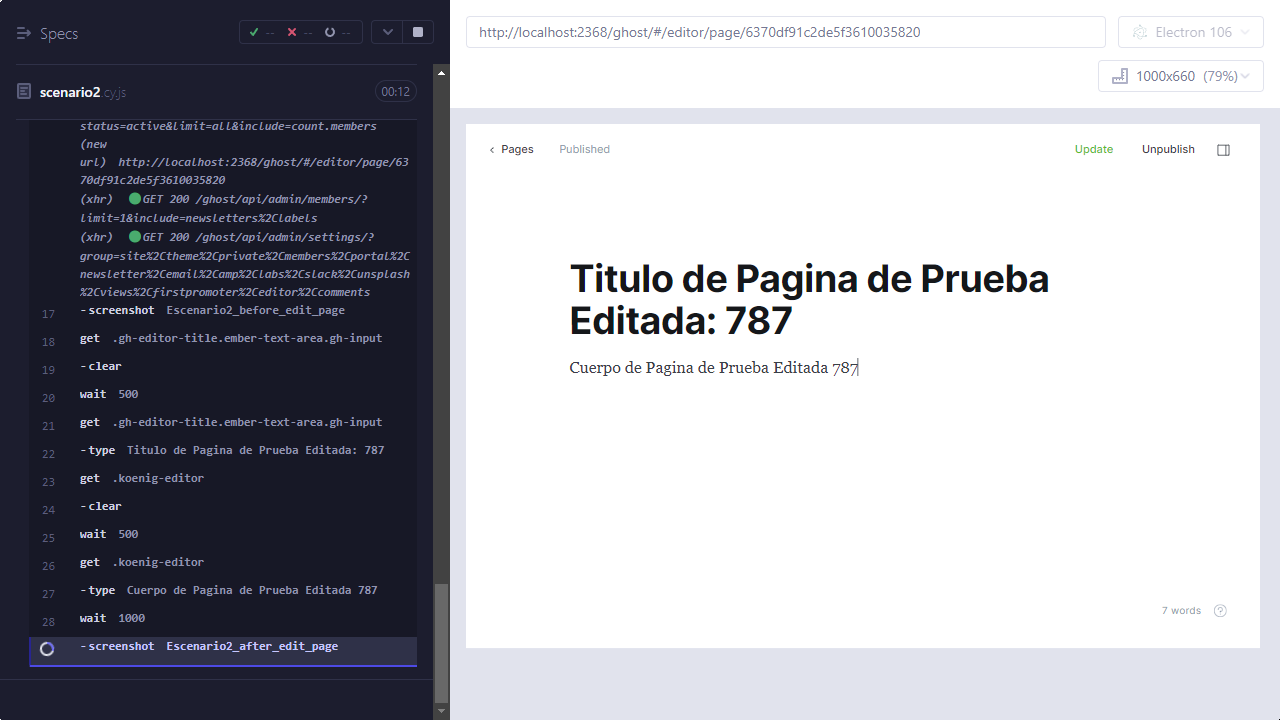 Specs
--
--
--
scenario2.cy.js
00:12
status=active&limit=all&include=count.members
(new
url) http://localhost:2368/ghost/#/editor/page/63
70df91c2de5f3610035820
(xhr) GET 200 /ghost/api/admin/members/?
limit=1&include=newsletters%2Clabels
(xhr) GET 200 /ghost/api/admin/settings/?
group=site%2Ctheme%2Cprivate%2Cmembers%2Cportal%2C
newsletter%2Cemail%2Camp%2Clabs%2Cslack%2Cunsplash
%2Cviews%2Cfirstpromoter%2Ceditor%2Ccomments
17 -screenshot Escenario2_before_edit_page
18 get .gh-editor-title.ember-text-area.gh-input
19 -clear
20 wait 500
21 get .gh-editor-title.ember-text-area.gh-input
22 -type Titulo de Pagina de Prueba Editada: 787
23 get .koenig-editor
24 -clear
25 wait 500
26 get .koenig-editor
27 -type Cuerpo de Pagina de Prueba Editada 787
28 wait 1000
-screenshot Escenario2_after_edit_page
http://localhost:2368/ghost/#/editor/page/6370df91c2de5f3610035820
Electron 106
1000x660 (79%)
‹ Pages
Published
Update
Unpublish
Titulo de Pagina de Prueba
Editada: 787
Cuerpo de Pagina de Prueba Editada 787
7 words ?